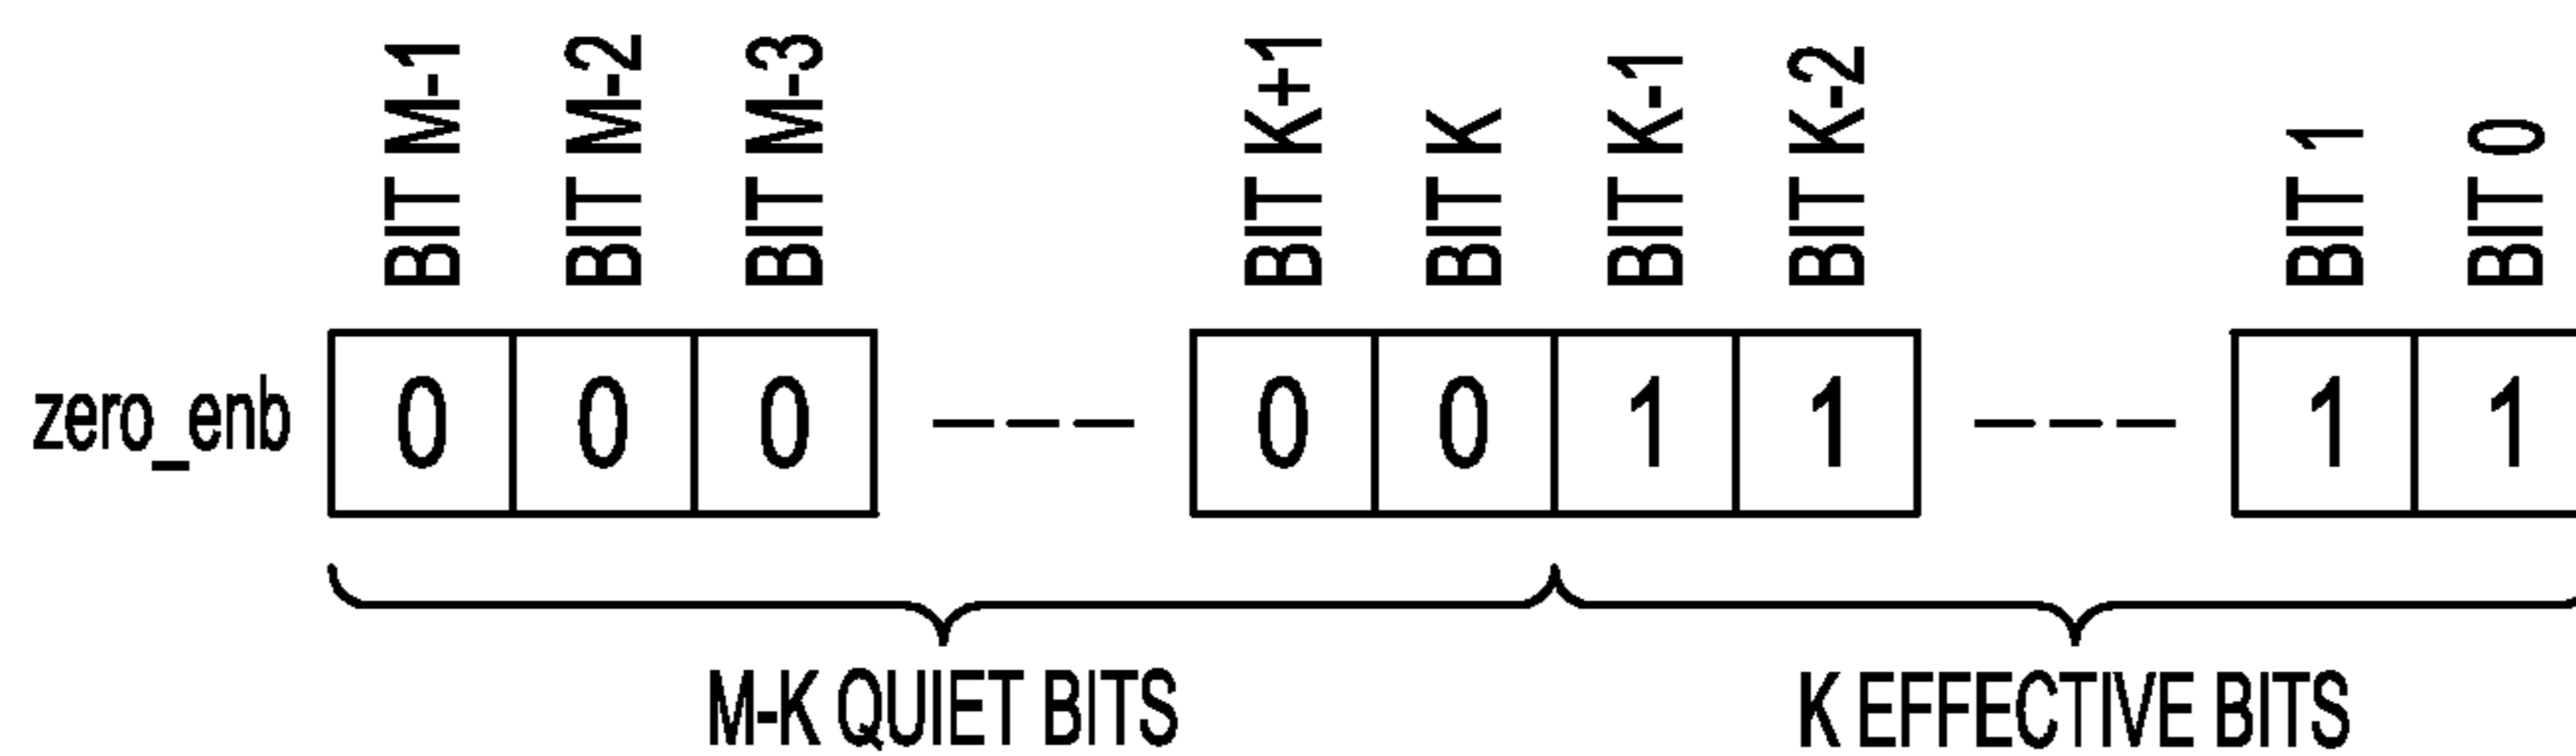 BIT M-1 BIT M-2 BIT M-3 BIT K+1 BIT K BIT K-1 BIT K-2 BIT 1 BIT 0
zero_enb 0 0 0 --- 0 0 1 1 --- 1 1
M-K QUIET BITS K EFFECTIVE BITS